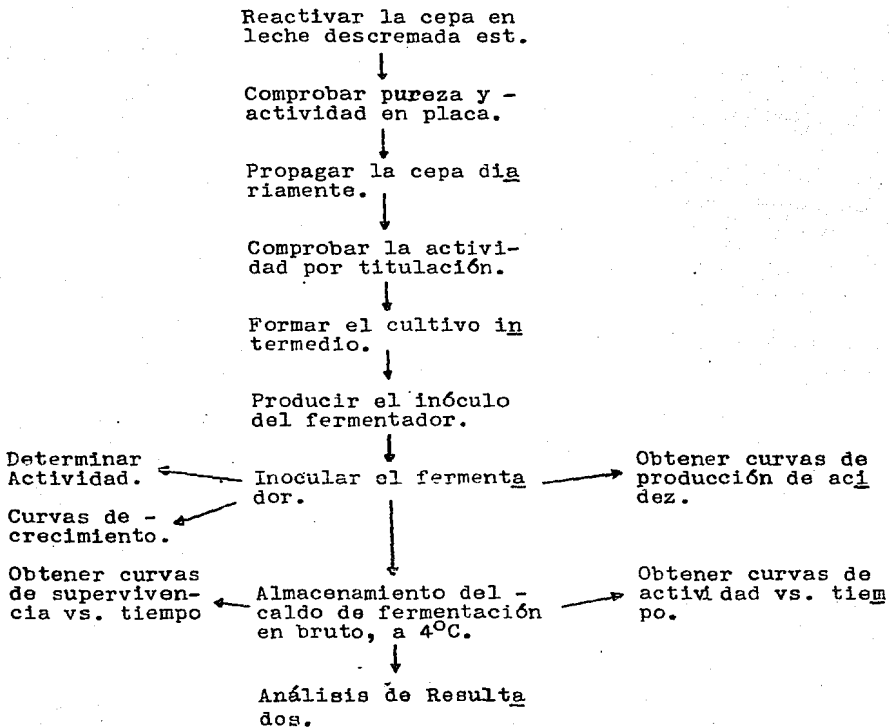 Reactivar la cepa en
leche descremada est.
Comprobar pureza y -
actividad en placa.
Propagar la cepa dia
riamente.
Comprobar la activi-
dad por titulación.
Formar el cultivo in
termedio.
Producir el inóculo
del fermentador.
Determinar
Actividad.
Inocular el fermenta
dor.
Obtener curvas de
producción de aci
dez.
Curvas de -
crecimiento.
Obtener curvas
de superviven-
cia vs. tiempo
Almacenamiento del -
caldo de fermentación
en bruto, a 4°C.
Obtener curvas de
actividad vs. tiem
po.
Análisis de Resulta
dos.